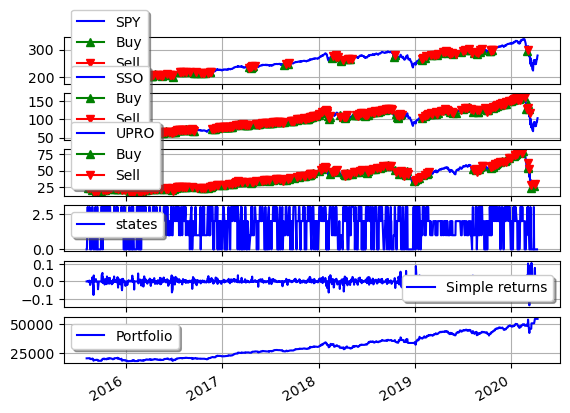 SPY
Buy
Sell
300
200
SSO
Buy
Sell
150
100
50
UPRO
Buy
Sell
75
50
25
states
2.5
0.0
Simple returns
0.1
0.0
−0.1
Portfolio
50000
25000
2016 2017 2018 2019 2020